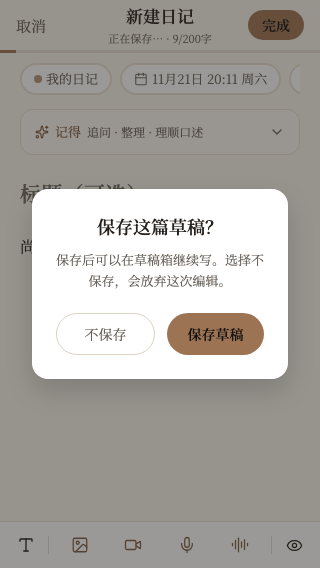 取消
新建日记
正在保存… · 9/200字
完成
我的日记
11月21日 20:11 周六
记得 追问 · 整理 · 理顺口述
标题（可选）
尚
保存这篇草稿？
保存后可以在草稿箱继续写。选择不
保存，会放弃这次编辑。
不保存
保存草稿